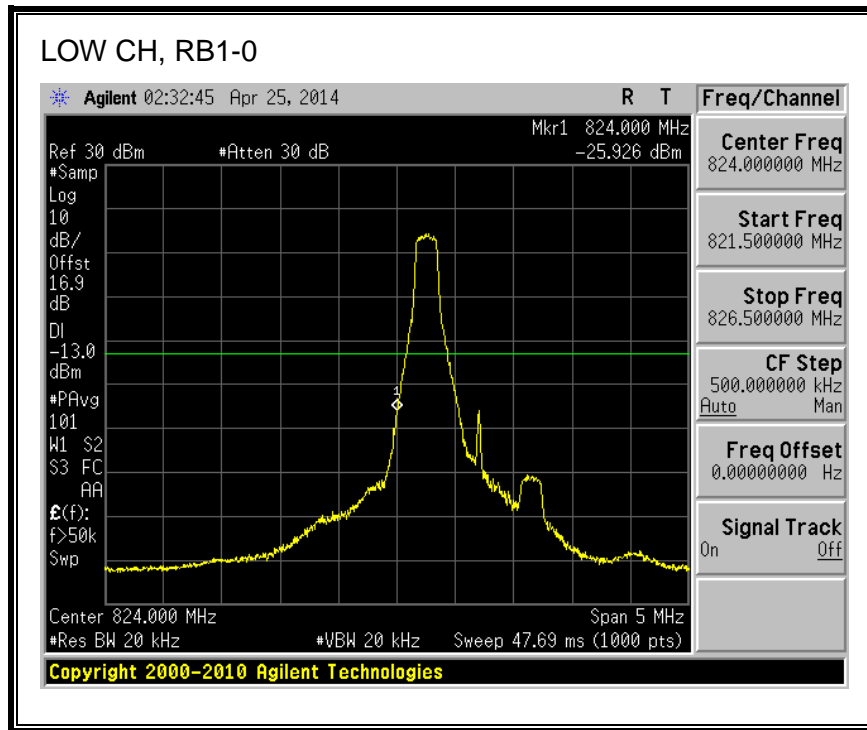 LOW CH, RB1-0
Agilent 02:32:45 Apr 25, 2014 R T
Mkr1 824.000 MHz
Ref 30 dBm #Atten 30 dB -25.926 dBm
#Samp
Log
10
dB/
Offst
16.9
dB
DI
-13.0
dBm
#PAvg
101
W1 S2
S3 FC
AA
£(f):
f>50k
Swp
1
Center 824.000 MHz Span 5 MHz
#Res BW 20 kHz #VBW 20 kHz Sweep 47.69 ms (1000 pts)
Copyright 2000-2010 Agilent Technologies
Freq/Channel
Center Freq
824.000000 MHz
Start Freq
821.500000 MHz
Stop Freq
826.500000 MHz
CF Step
500.000000 kHz
Auto Man
Freq Offset
0.00000000 Hz
Signal Track
On Off